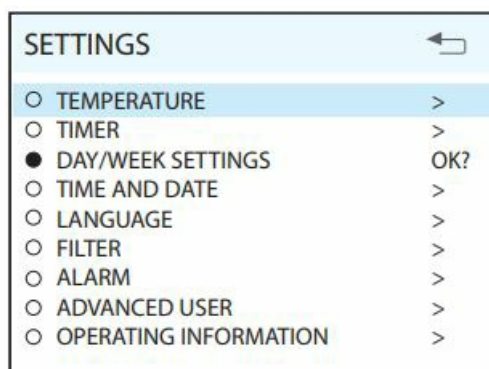 SETTINGS
TEMPERATURE >
TIMER >
DAY/WEEK SETTINGS OK?
TIME AND DATE >
LANGUAGE >
FILTER >
ALARM >
ADVANCED USER >
OPERATING INFORMATION >